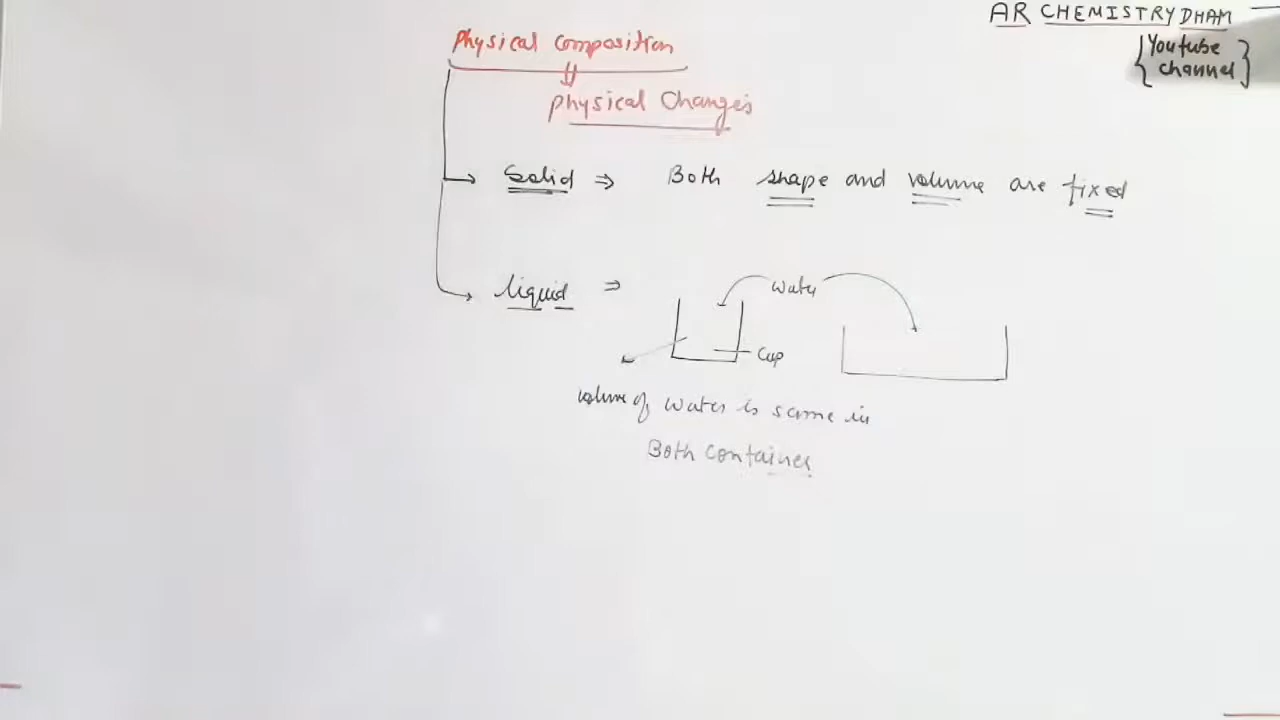 AR CHEMISTRY DHAM
{Youtube
channel}
Physical Composition
Physical Changes
Solid ⇒ Both shape and volume are fixed
liquid ⇒ water
Cup
volume of water is same in
Both container